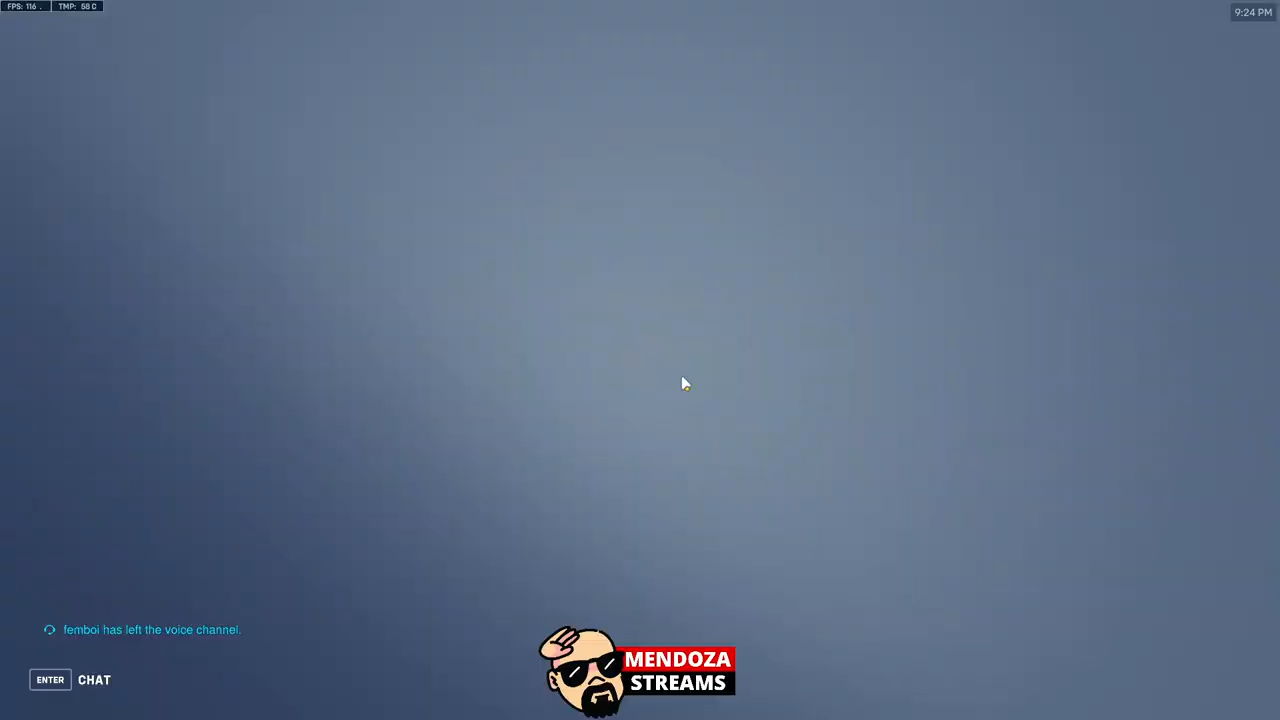 FPS: 116 . TMP: 58 C
9:24 PM
femboi has left the voice channel.
ENTER CHAT
MENDOZA
STREAMS